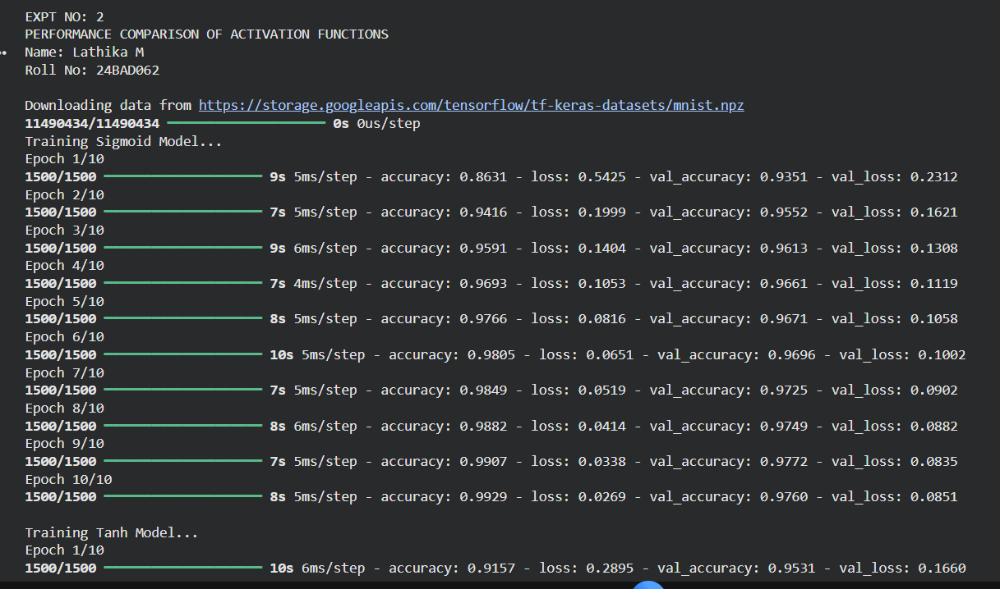 EXPT NO: 2
PERFORMANCE COMPARISON OF ACTIVATION FUNCTIONS
Name: Lathika M
Roll No: 24BAD062
Downloading data from https://storage.googleapis.com/tensorflow/tf-keras-datasets/mnist.npz
11490434/11490434 0s 0us/step
Training Sigmoid Model...
Epoch 1/10
1500/1500 9s 5ms/step - accuracy: 0.8631 - loss: 0.5425 - val_accuracy: 0.9351 - val_loss: 0.2312
Epoch 2/10
1500/1500 7s 5ms/step - accuracy: 0.9416 - loss: 0.1999 - val_accuracy: 0.9552 - val_loss: 0.1621
Epoch 3/10
1500/1500 9s 6ms/step - accuracy: 0.9591 - loss: 0.1404 - val_accuracy: 0.9613 - val_loss: 0.1308
Epoch 4/10
1500/1500 7s 4ms/step - accuracy: 0.9693 - loss: 0.1053 - val_accuracy: 0.9661 - val_loss: 0.1119
Epoch 5/10
1500/1500 8s 5ms/step - accuracy: 0.9766 - loss: 0.0816 - val_accuracy: 0.9671 - val_loss: 0.1058
Epoch 6/10
1500/1500 10s 5ms/step - accuracy: 0.9805 - loss: 0.0651 - val_accuracy: 0.9696 - val_loss: 0.1002
Epoch 7/10
1500/1500 7s 5ms/step - accuracy: 0.9849 - loss: 0.0519 - val_accuracy: 0.9725 - val_loss: 0.0902
Epoch 8/10
1500/1500 8s 6ms/step - accuracy: 0.9882 - loss: 0.0414 - val_accuracy: 0.9749 - val_loss: 0.0882
Epoch 9/10
1500/1500 7s 5ms/step - accuracy: 0.9907 - loss: 0.0338 - val_accuracy: 0.9772 - val_loss: 0.0835
Epoch 10/10
1500/1500 8s 5ms/step - accuracy: 0.9929 - loss: 0.0269 - val_accuracy: 0.9760 - val_loss: 0.0851
Training Tanh Model...
Epoch 1/10
1500/1500 10s 6ms/step - accuracy: 0.9157 - loss: 0.2895 - val_accuracy: 0.9531 - val_loss: 0.1660